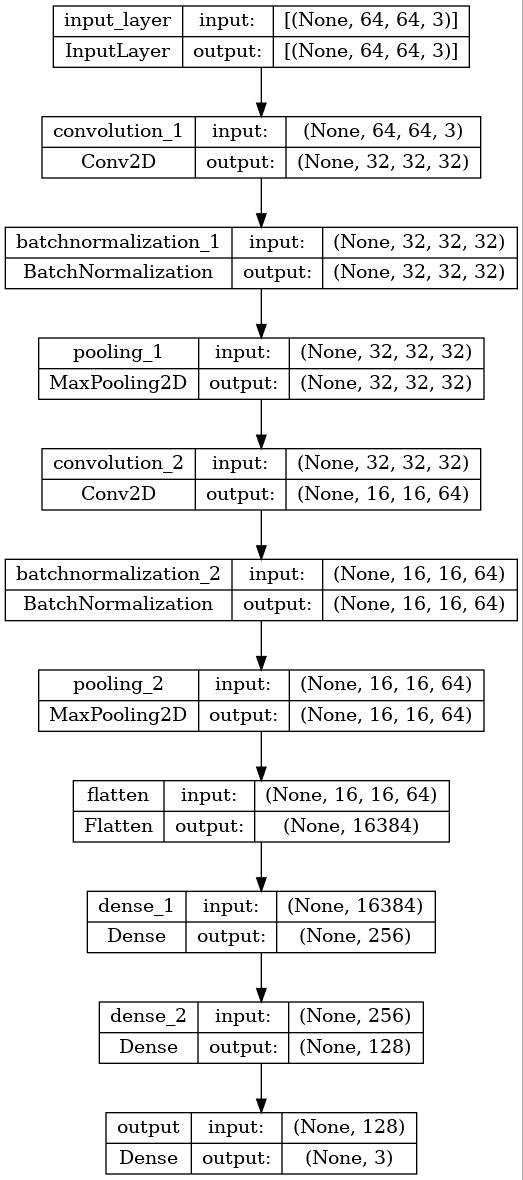 input_layer input: [(None, 64, 64, 3)]
InputLayer output: [(None, 64, 64, 3)]
convolution_1 input: (None, 64, 64, 3)
Conv2D output: (None, 32, 32, 32)
batchnormalization_1 input: (None, 32, 32, 32)
BatchNormalization output: (None, 32, 32, 32)
pooling_1 input: (None, 32, 32, 32)
MaxPooling2D output: (None, 32, 32, 32)
convolution_2 input: (None, 32, 32, 32)
Conv2D output: (None, 16, 16, 64)
batchnormalization_2 input: (None, 16, 16, 64)
BatchNormalization output: (None, 16, 16, 64)
pooling_2 input: (None, 16, 16, 64)
MaxPooling2D output: (None, 16, 16, 64)
flatten input: (None, 16, 16, 64)
Flatten output: (None, 16384)
dense_1 input: (None, 16384)
Dense output: (None, 256)
dense_2 input: (None, 256)
Dense output: (None, 128)
output input: (None, 128)
Dense output: (None, 3)